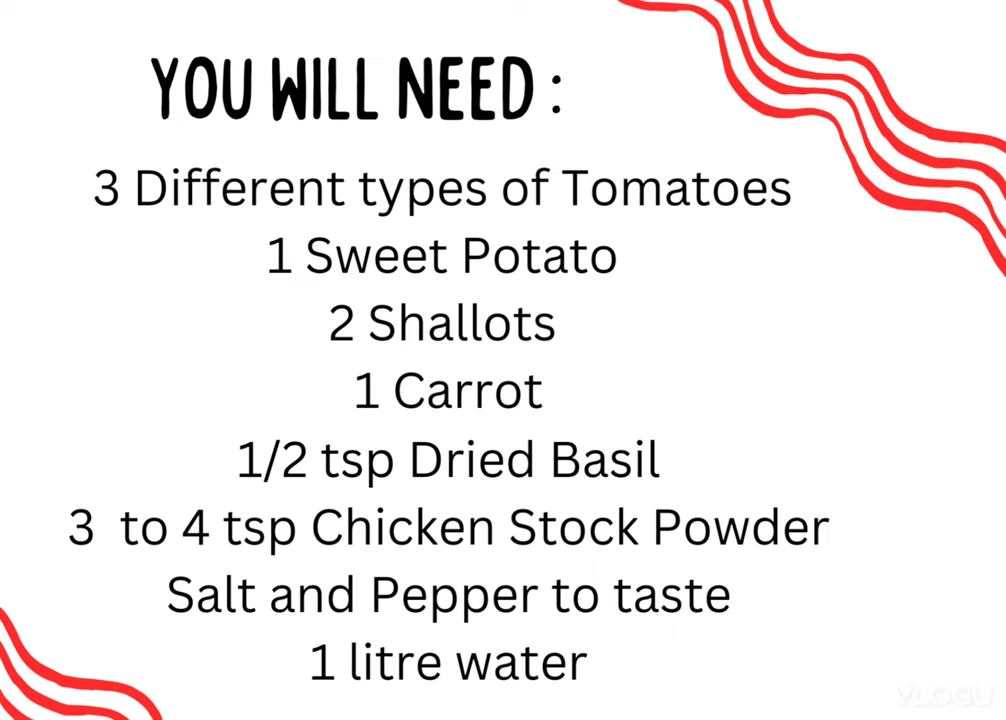 YOU WILL NEED :
3 Different types of Tomatoes
1 Sweet Potato
2 Shallots
1 Carrot
1/2 tsp Dried Basil
3 to 4 tsp Chicken Stock Powder
Salt and Pepper to taste
1 litre water
VLOGU